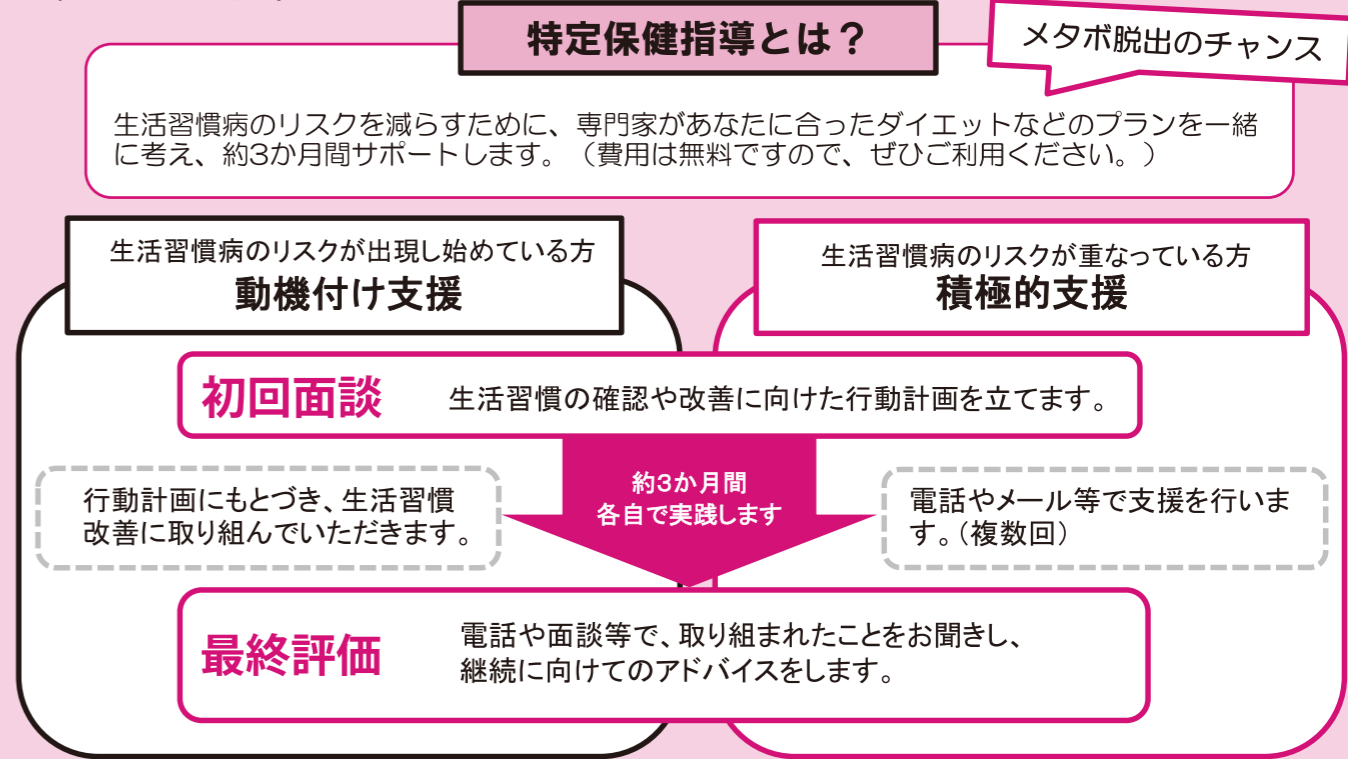 特定保健指導とは？
メタボ脱出のチャンス
生活習慣病のリスクを減らすために、専門家があなたに合ったダイエットなどのプランを一緒
に考え、約3か月間サポートします。（費用は無料ですので、ぜひご利用ください。）
生活習慣病のリスクが出現し始めている方
動機付け支援
生活習慣病のリスクが重なっている方
積極的支援
初回面談
生活習慣の確認や改善に向けた行動計画を立てます。
約3か月間
各自で実践します
行動計画にもとづき、生活習慣
改善に取り組んでいただきます。
電話やメール等で支援を行いま
す。（複数回）
最終評価
電話や面談等で、取り組まれたことをお聞きし、
継続に向けてのアドバイスをします。